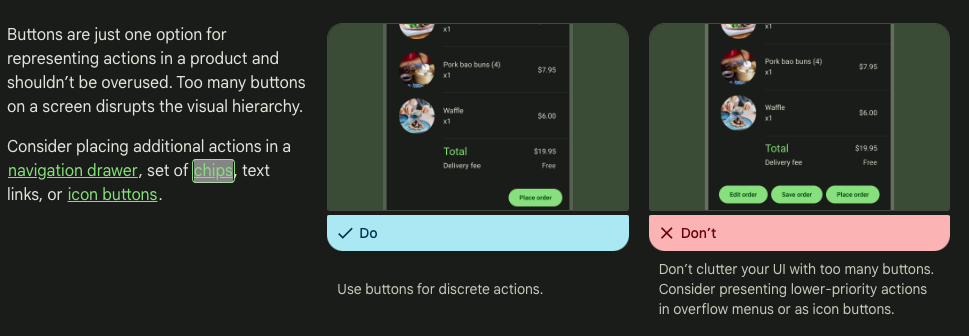 Buttons are just one option for
representing actions in a product and
shouldn’t be overused. Too many buttons
on a screen disrupts the visual hierarchy.
Consider placing additional actions in a
navigation drawer, set of chips, text
links, or icon buttons.
x1
Pork bao buns (4)
$7.95
x1
Waffle
$6.00
x1
Total
$19.95
Delivery fee
Free
Place order
Do
Use buttons for discrete actions.
x1
Pork bao buns (4)
$7.95
x1
Waffle
$6.00
x1
Total
$19.95
Delivery fee
Free
Edit order
Save order
Place order
Don’t
Don’t clutter your UI with too many buttons.
Consider presenting lower-priority actions
in overflow menus or as icon buttons.